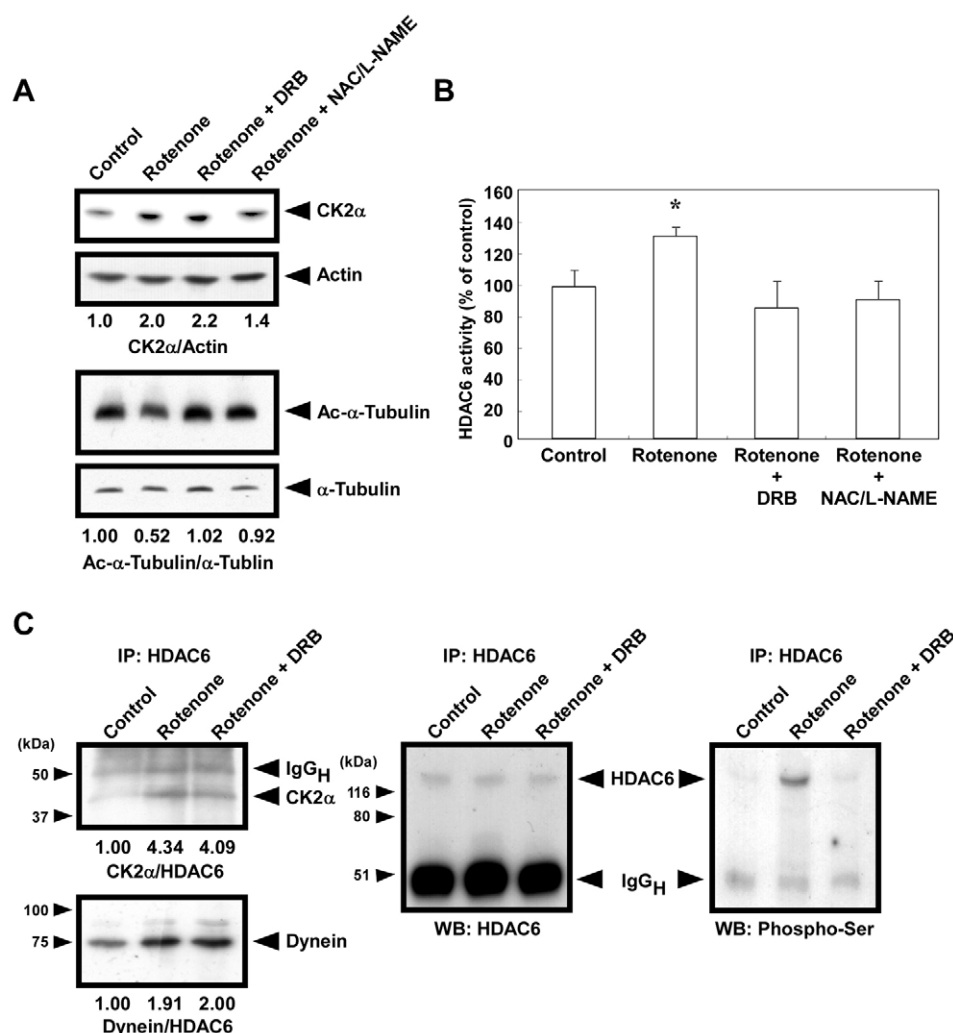 A
Control
Rotenone
Rotenone + DRB
Rotenone + NAC/L-NAME
CK2α
Actin
1.0 2.0 2.2 1.4
CK2α/Actin
Ac-α-Tubulin
α-Tubulin
1.00 0.52 1.02 0.92
Ac-α-Tubulin/α-Tublin
B
HDAC6 activity (% of control)
160
140
120
100
80
60
40
20
0
*
Control
Rotenone
Rotenone + DRB
Rotenone + NAC/L-NAME
C
IP: HDAC6
Control
Rotenone
Rotenone + DRB
(kDa)
50
37
IgGH
CK2α
1.00 4.34 4.09
CK2α/HDAC6
100
75
Dynein
1.00 1.91 2.00
Dynein/HDAC6
IP: HDAC6
Control
Rotenone
Rotenone + DRB
(kDa)
116
80
51
HDAC6
IgGH
WB: HDAC6
IP: HDAC6
Control
Rotenone
Rotenone + DRB
WB: Phospho-Ser